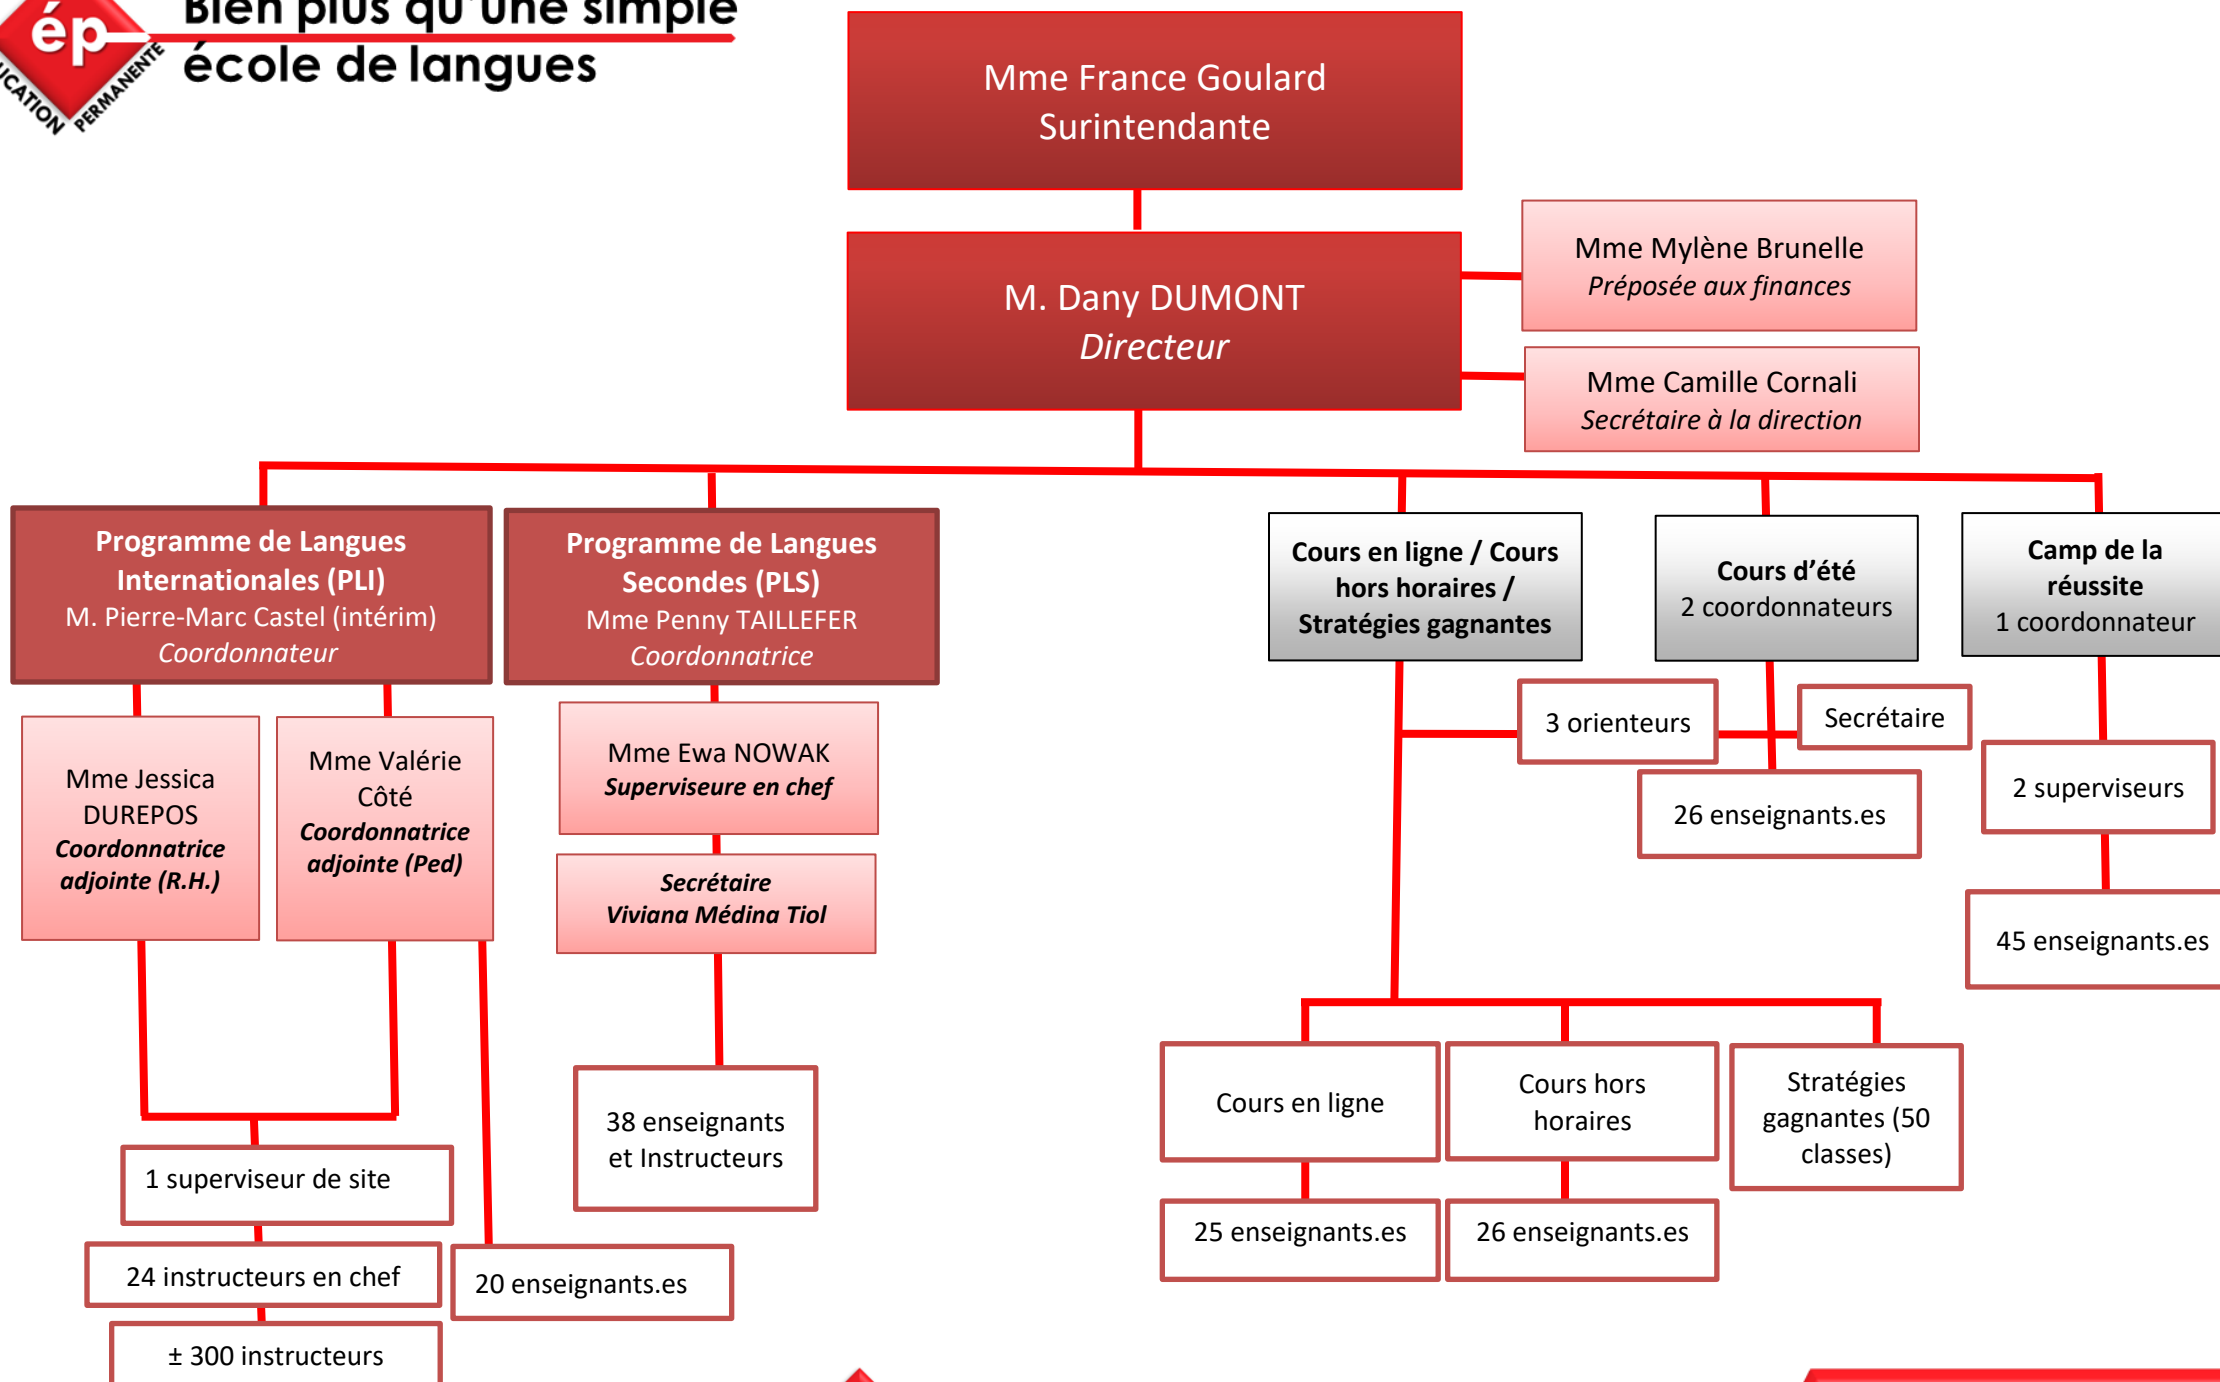 Bien plus qu'une simple
école de langues
ép
PERMANENTE
Mme France Goulard
Surintendante
M. Dany DUMONT
Directeur
Mme Mylène Brunelle
Préposée aux finances
Mme Camille Cornali
Secrétaire à la direction
Programme de Langues
Internationales (PLI)
M. Pierre-Marc Castel (intérim)
Coordonnateur
Programme de Langues
Secondes (PLS)
Mme Penny TAILLEFER
Coordonnatrice
Cours en ligne / Cours
hors horaires /
Stratégies gagnantes
Cours d’été
2 coordonnateurs
Camp de la
réussite
1 coordonnateur
Mme Jessica
DUREPOS
Coordonnatrice
adjointe (R.H.)
Mme Valérie
Côté
Coordonnatrice
adjointe (Ped)
Mme Ewa NOWAK
Superviseure en chef
Secrétaire
Viviana Médina Tiol
3 orienteurs
Secrétaire
26 enseignants.es
2 superviseurs
45 enseignants.es
38 enseignants
et Instructeurs
Cours en ligne
Cours hors
horaires
Stratégies
gagnantes (50
classes)
25 enseignants.es
26 enseignants.es
1 superviseur de site
24 instructeurs en chef
20 enseignants.es
± 300 instructeurs